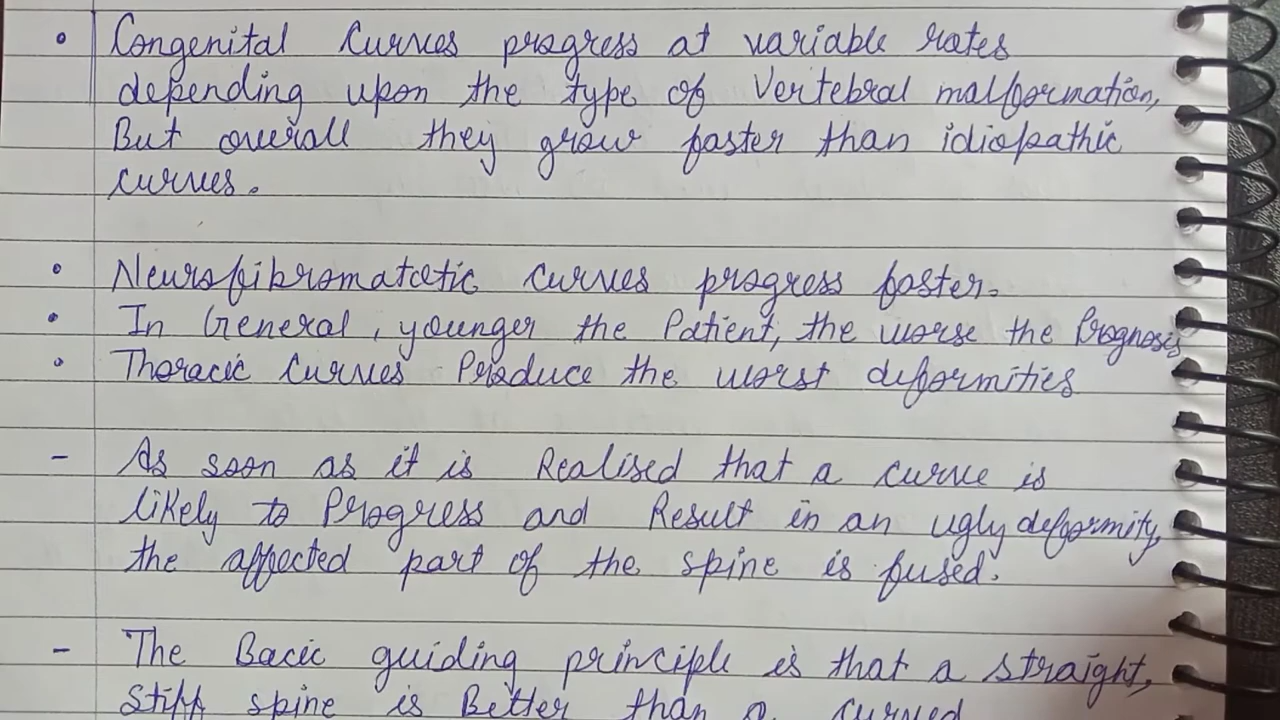 • Congenital Curves progress at variable rates
depending upon the type of Vertebral malformation,
But overall they grow faster than idiopathic
curves.
• Neurofibromatotic curves progress faster.
• In General, younger the Patient, the worse the Prognosis
• Thoracic Curves Produce the worst deformities
- As soon as it is Realised that a curve is
likely to Progress and Result in an ugly deformity,
the affected part of the spine is fused.
- The Bacic guiding principle is that a straight,
Stiff spine is Better than a curved